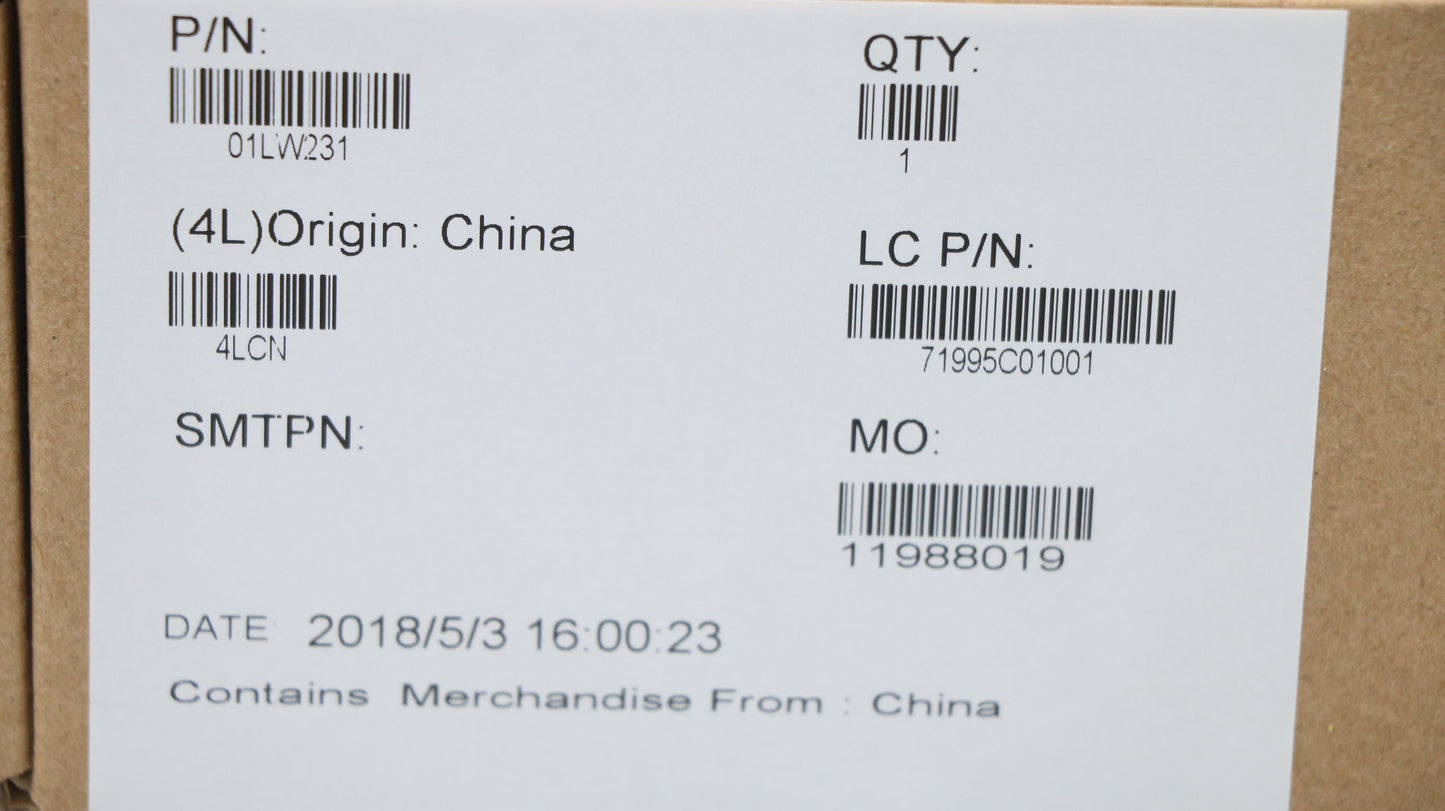 P/N:
01LW231
QTY:
1
(4L)Origin: China
4LCN
LC P/N:
71995C01001
SMTPN:
MO:
11988019
DATE 2018/5/3 16:00:23
Contains Merchandise From : China